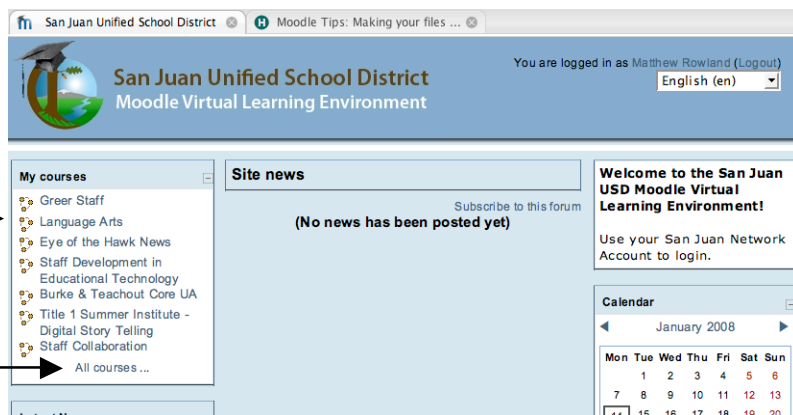 San Juan Unified School District
Moodle Tips: Making your files ...
You are logged in as Matthew Rowland (Logout)
English (en)
San Juan Unified School District
Moodle Virtual Learning Environment
My courses
Greer Staff
Language Arts
Eye of the Hawk News
Staff Development in
Educational Technology
Burke & Teachout Core UA
Title 1 Summer Institute -
Digital Story Telling
Staff Collaboration
All courses ...
Site news
Subscribe to this forum
(No news has been posted yet)
Welcome to the San Juan
USD Moodle Virtual
Learning Environment!
Use your San Juan Network
Account to login.
Calendar
January 2008
Mon Tue Wed Thu Fri Sat Sun
1 2 3 4 5 6
7 8 9 10 11 12 13
14 15 16 17 18 19 20